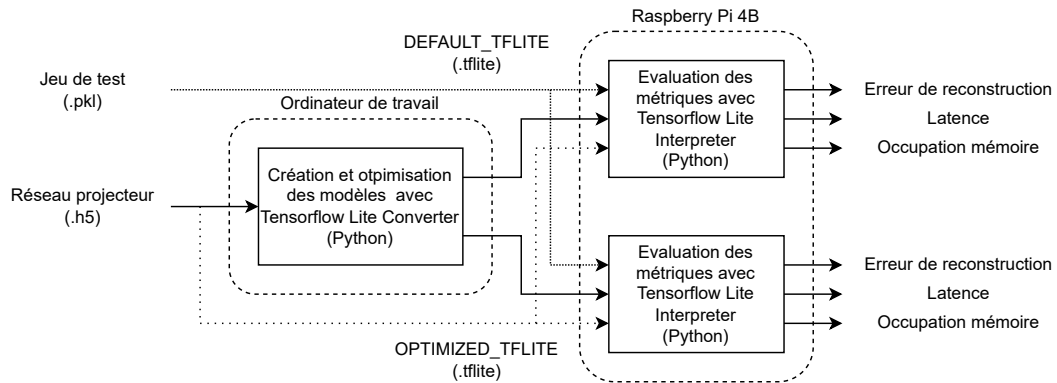 Raspberry Pi 4B
DEFAULT_TFLITE
(.tflite)
Jeu de test
(.pkl)
Ordinateur de travail
Evaluation des
métriques avec
Tensorflow Lite
Interpreter
(Python)
Erreur de reconstruction
Latence
Occupation mémoire
Réseau projecteur
(.h5)
Création et otpimisation
des modèles avec
Tensorflow Lite Converter
(Python)
Evaluation des
métriques avec
Tensorflow Lite
Interpreter
(Python)
Erreur de reconstruction
Latence
Occupation mémoire
OPTIMIZED_TFLITE
(.tflite)